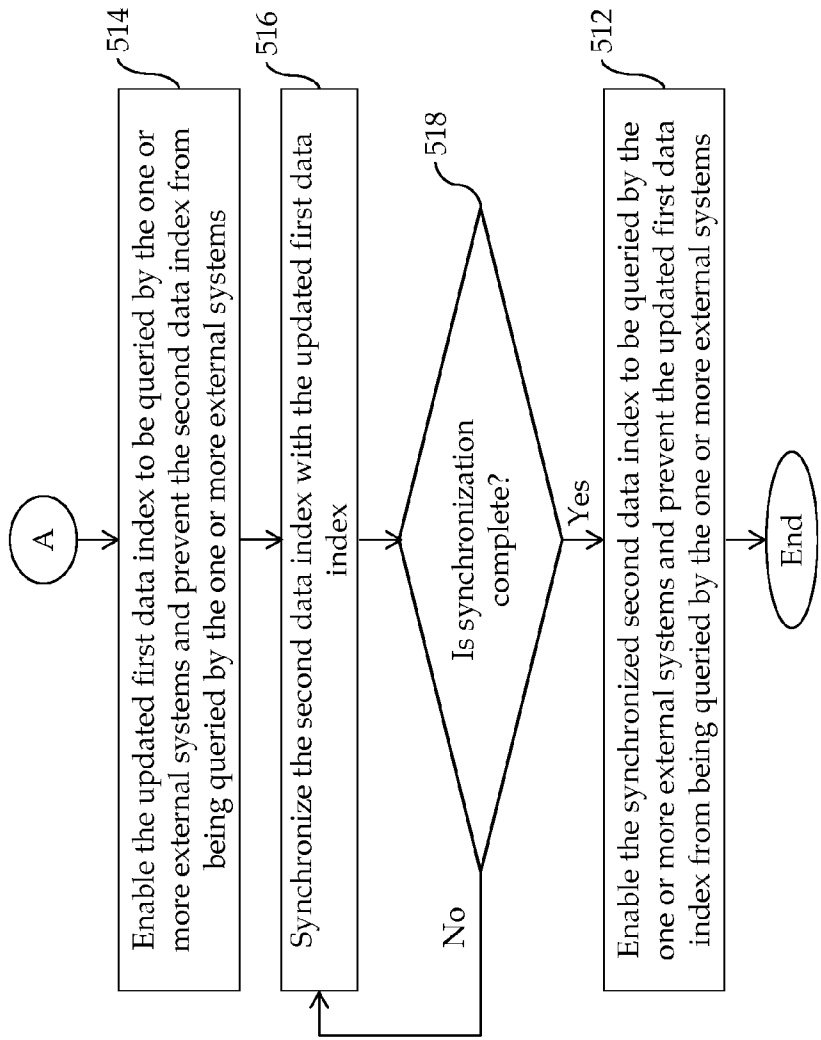 A
514
Enable the updated first data index to be queried by the one or
more external systems and prevent the second data index from
being queried by the one or more external systems
516
Synchronize the second data index with the updated first data
index
518
Is synchronization
complete?
No
Yes
512
Enable the synchronized second data index to be queried by the
one or more external systems and prevent the updated first data
index from being queried by the one or more external systems
End